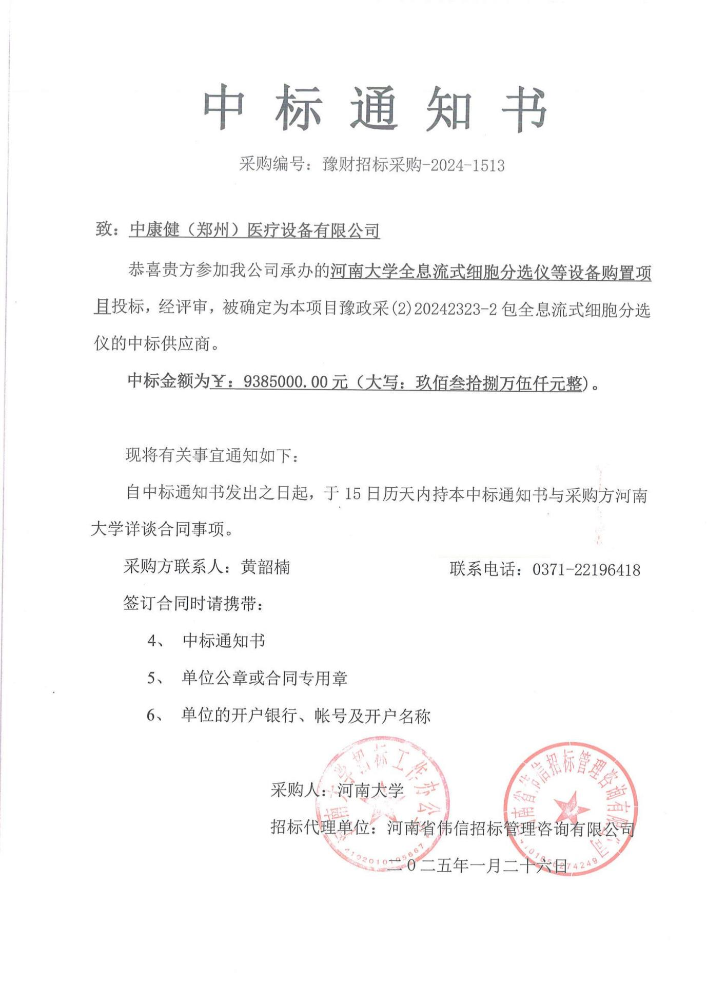 中标通知书
采购编号：豫财招标采购-2024-1513
致：中康健（郑州）医疗设备有限公司
恭喜贵方参加我公司承办的河南大学全息流式细胞分选仪等设备购置项
目投标，经评审，被确定为本项目豫政采(2)20242323-2包全息流式细胞分选
仪的中标供应商。
中标金额为￥：9385000.00元（大写：玖佰叁拾捌万伍仟元整)。
现将有关事宜通知如下：
自中标通知书发出之日起，于15日历天内持本中标通知书与采购方河南
大学详谈合同事项。
采购方联系人：黄韶楠 联系电话：0371-22196418
签订合同时请携带：
4、 中标通知书
5、 单位公章或合同专用章
6、 单位的开户银行、帐号及开户名称
河南大学招标工作办公
河南省伟信招标管理咨询有限公司
采购人：河南大学
招标代理单位：河南省伟信招标管理咨询有限公司
二0二五年一月二十六日